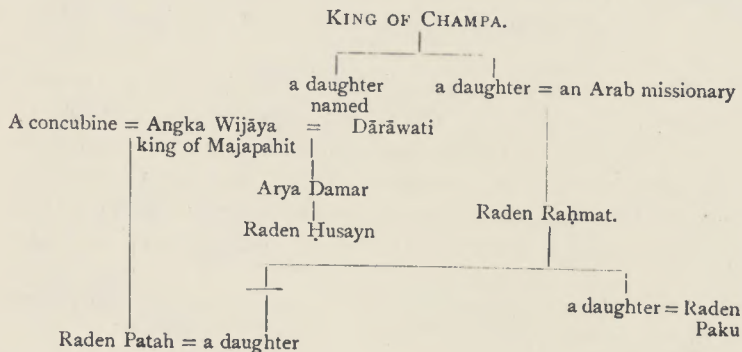 KING OF CHAMPA.
a daughter
named
a daughter = an Arab missionary
A concubine = Angka Wijāya = Dārāwati
king of Majapahit
Arya Damar
Raden Raḥmat.
Raden Ḥusayn
a daughter = Raden
Paku
Raden Patah = a daughter